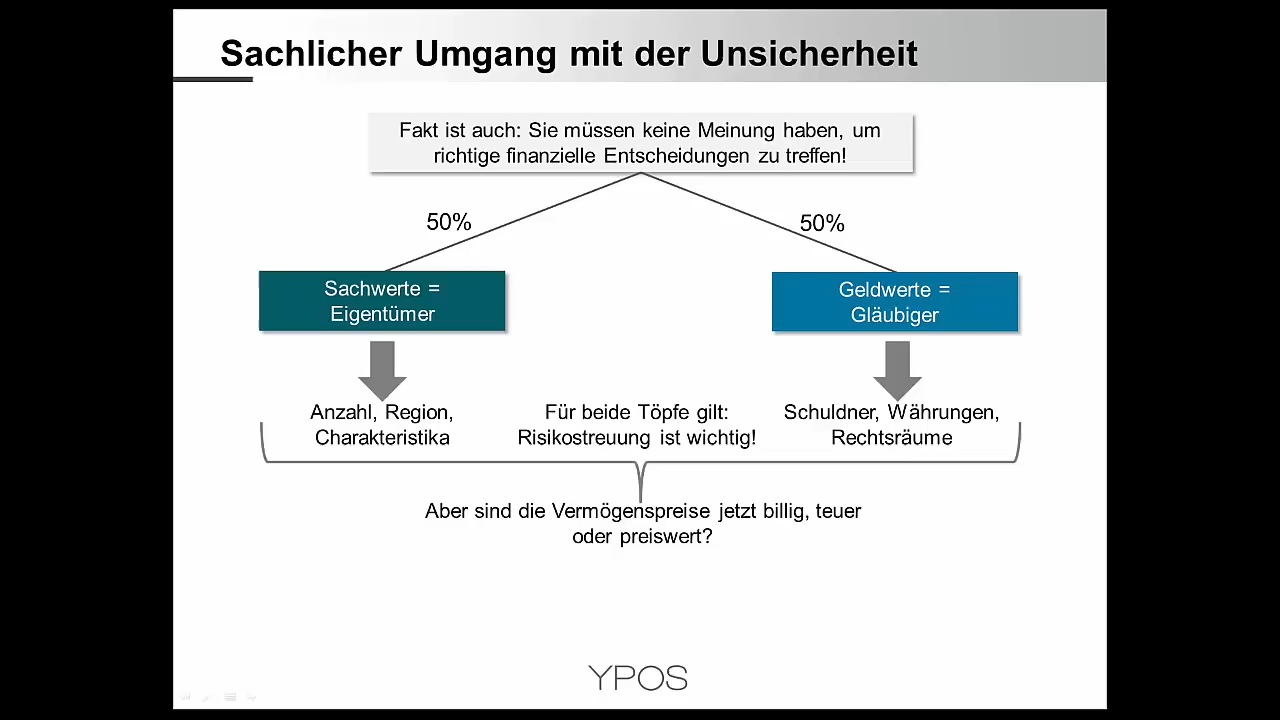 Sachlicher Umgang mit der Unsicherheit
Fakt ist auch: Sie müssen keine Meinung haben, um
richtige finanzielle Entscheidungen zu treffen!
50%
50%
Sachwerte =
Eigentümer
Geldwerte =
Gläubiger
Anzahl, Region,
Charakteristika
Für beide Töpfe gilt:
Risikostreuung ist wichtig!
Schuldner, Währungen,
Rechtsräume
Aber sind die Vermögenspreise jetzt billig, teuer
oder preiswert?
YPOS